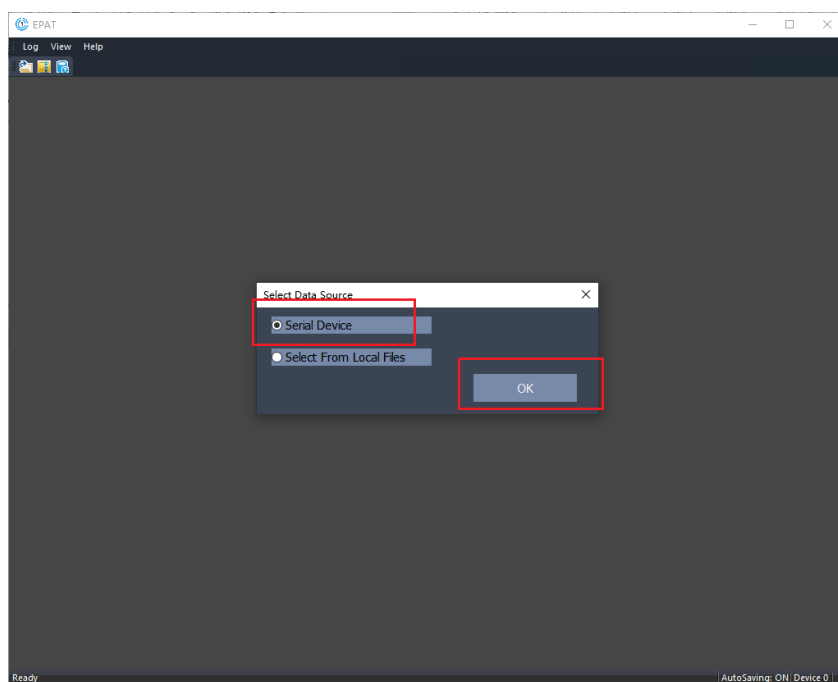 EPAT
Log View Help
Select Data Source
Serial Device
Select From Local Files
OK
Ready
AutoSaving: ON Device 0